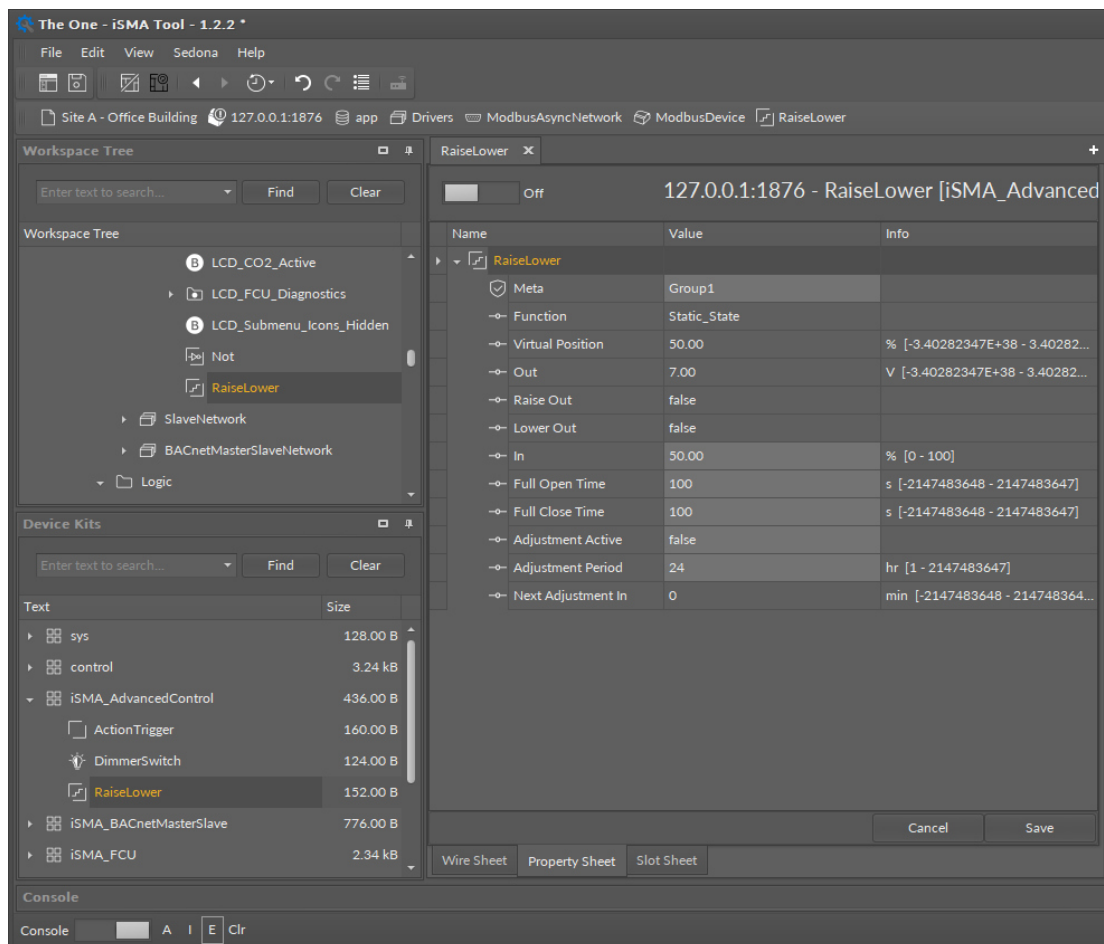 The One - iSMA Tool - 1.2.2 *
File Edit View Sedona Help
Site A - Office Building 127.0.0.1:1876 app Drivers ModbusAsyncNetwork ModbusDevice RaiseLower
Workspace Tree
Enter text to search... Find Clear
Workspace Tree
B LCD_CO2_Active
LCD_FCU_Diagnostics
B LCD_Submenu_Icons_Hidden
Not
RaiseLower
SlaveNetwork
BACnetMasterSlaveNetwork
Logic
Device Kits
Enter text to search... Find Clear
Text Size
sys 128.00 B
control 3.24 kB
iSMA_AdvancedControl 436.00 B
ActionTrigger 160.00 B
DimmerSwitch 124.00 B
RaiseLower 152.00 B
iSMA_BACnetMasterSlave 776.00 B
iSMA_FCU 2.34 kB
RaiseLower
Off 127.0.0.1:1876 - RaiseLower [iSMA_Advanced
Name Value Info
RaiseLower
Meta Group1
Function Static_State
Virtual Position 50.00 % [-3.40282347E+38 - 3.40282...
Out 7.00 V [-3.40282347E+38 - 3.40282...
Raise Out false
Lower Out false
In 50.00 % [0 - 100]
Full Open Time 100 s [-2147483648 - 2147483647]
Full Close Time 100 s [-2147483648 - 2147483647]
Adjustment Active false
Adjustment Period 24 hr [1 - 2147483647]
Next Adjustment In 0 min [-2147483648 - 214748364...
Cancel Save
Wire Sheet Property Sheet Slot Sheet
Console
Console A I E Clr